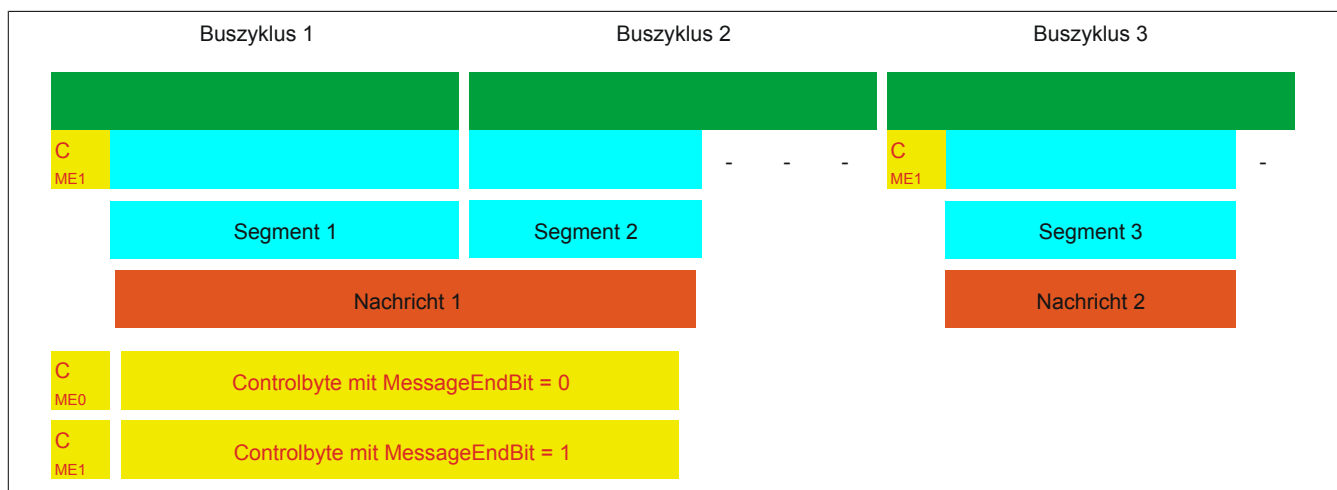 Buszyklus 1 Buszyklus 2 Buszyklus 3
C - - - C -
ME1 ME1
Segment 1 Segment 2 Segment 3
Nachricht 1 Nachricht 2
C
ME0
Controlbyte mit MessageEndBit = 0
C
ME1
Controlbyte mit MessageEndBit = 1